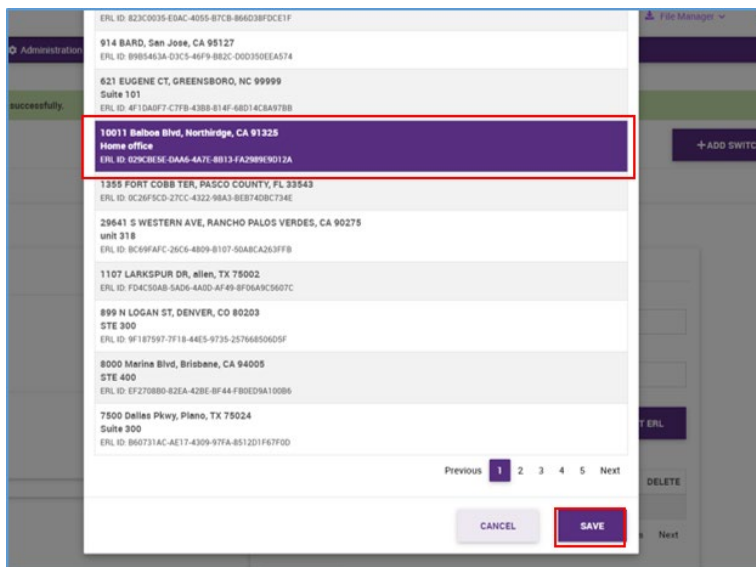 ERL ID: 823C0035-E0AC-4055-B7CB-866D38FDCE1F
File Manager
Administration
914 BARD, San Jose, CA 95127
ERL ID: B9B5463A-D3C5-46F9-B82C-D0D350EEA574
621 EUGENE CT, GREENSBORO, NC 99999
Suite 101
ERL ID: 4F1DA0F7-C7FB-43B8-814F-68D14C8A97BB
successfully.
10011 Balboa Blvd, Northirdge, CA 91325
Home office
ERL ID: 029CBE5E-DAA6-4A7E-8B13-FA2989E9D12A
+ADD SWITC
1355 FORT COBB TER, PASCO COUNTY, FL 33543
ERL ID: 0C26F5CD-27CC-4322-98A3-BEB74DBC734E
29641 S WESTERN AVE, RANCHO PALOS VERDES, CA 90275
unit 318
ERL ID: BC69FAFC-26C6-4809-B107-50A8CA263FFB
1107 LARKSPUR DR, allen, TX 75002
ERL ID: FD4C50AB-5AD6-4A0D-AF49-8F06A9C5607C
899 N LOGAN ST, DENVER, CO 80203
STE 300
ERL ID: 9F187597-7F18-44E5-9735-257668506D5F
8000 Marina Blvd, Brisbane, CA 94005
STE 400
ERL ID: EF2708B0-82EA-42BE-BF44-FB0ED9A100B6
7500 Dallas Pkwy, Plano, TX 75024
Suite 300
ERL ID: B60731AC-AE17-4309-97FA-8512D1F67F0D
T ERL
Previous 1 2 3 4 5 Next
DELETE
CANCEL
SAVE
s Next